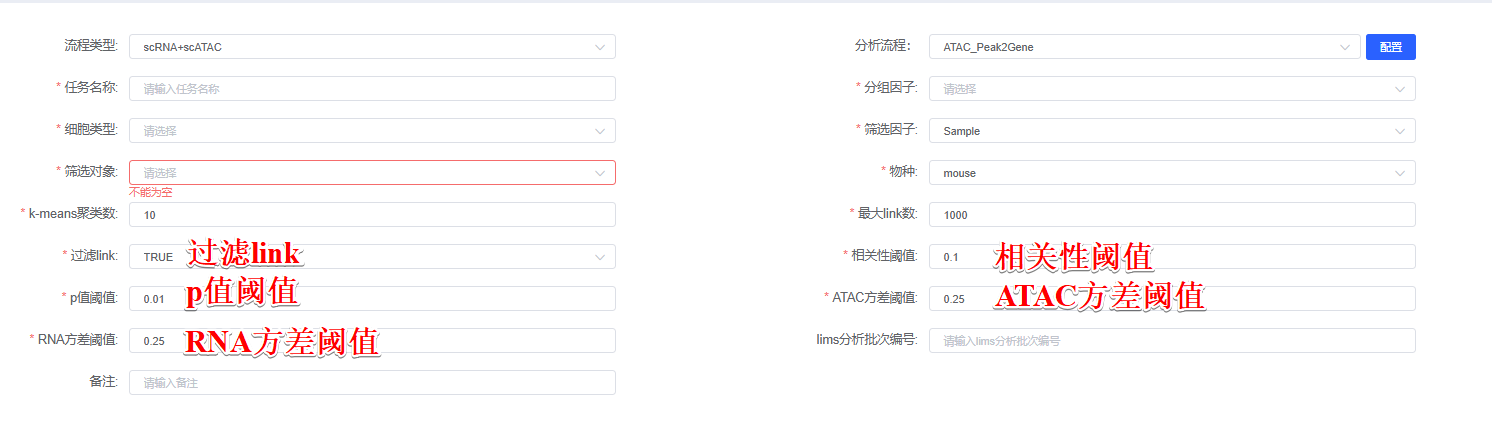 流程类型: scRNA+scATAC 分析流程: ATAC_Peak2Gene 配置
* 任务名称: 请输入任务名称 * 分组因子: 请选择
* 细胞类型: 请选择 * 筛选因子: Sample
* 筛选对象: 请选择 * 物种: mouse
不能为空
* k-means聚类数: 10 * 最大link数: 1000
* 过滤link: TRUE 过滤link * 相关性阈值: 0.1 相关性阈值
* p值阈值: 0.01 p值阈值 * ATAC方差阈值: 0.25 ATAC方差阈值
* RNA方差阈值: 0.25 RNA方差阈值 lims分析批次编号: 请输入lims分析批次编号
备注: 请输入备注